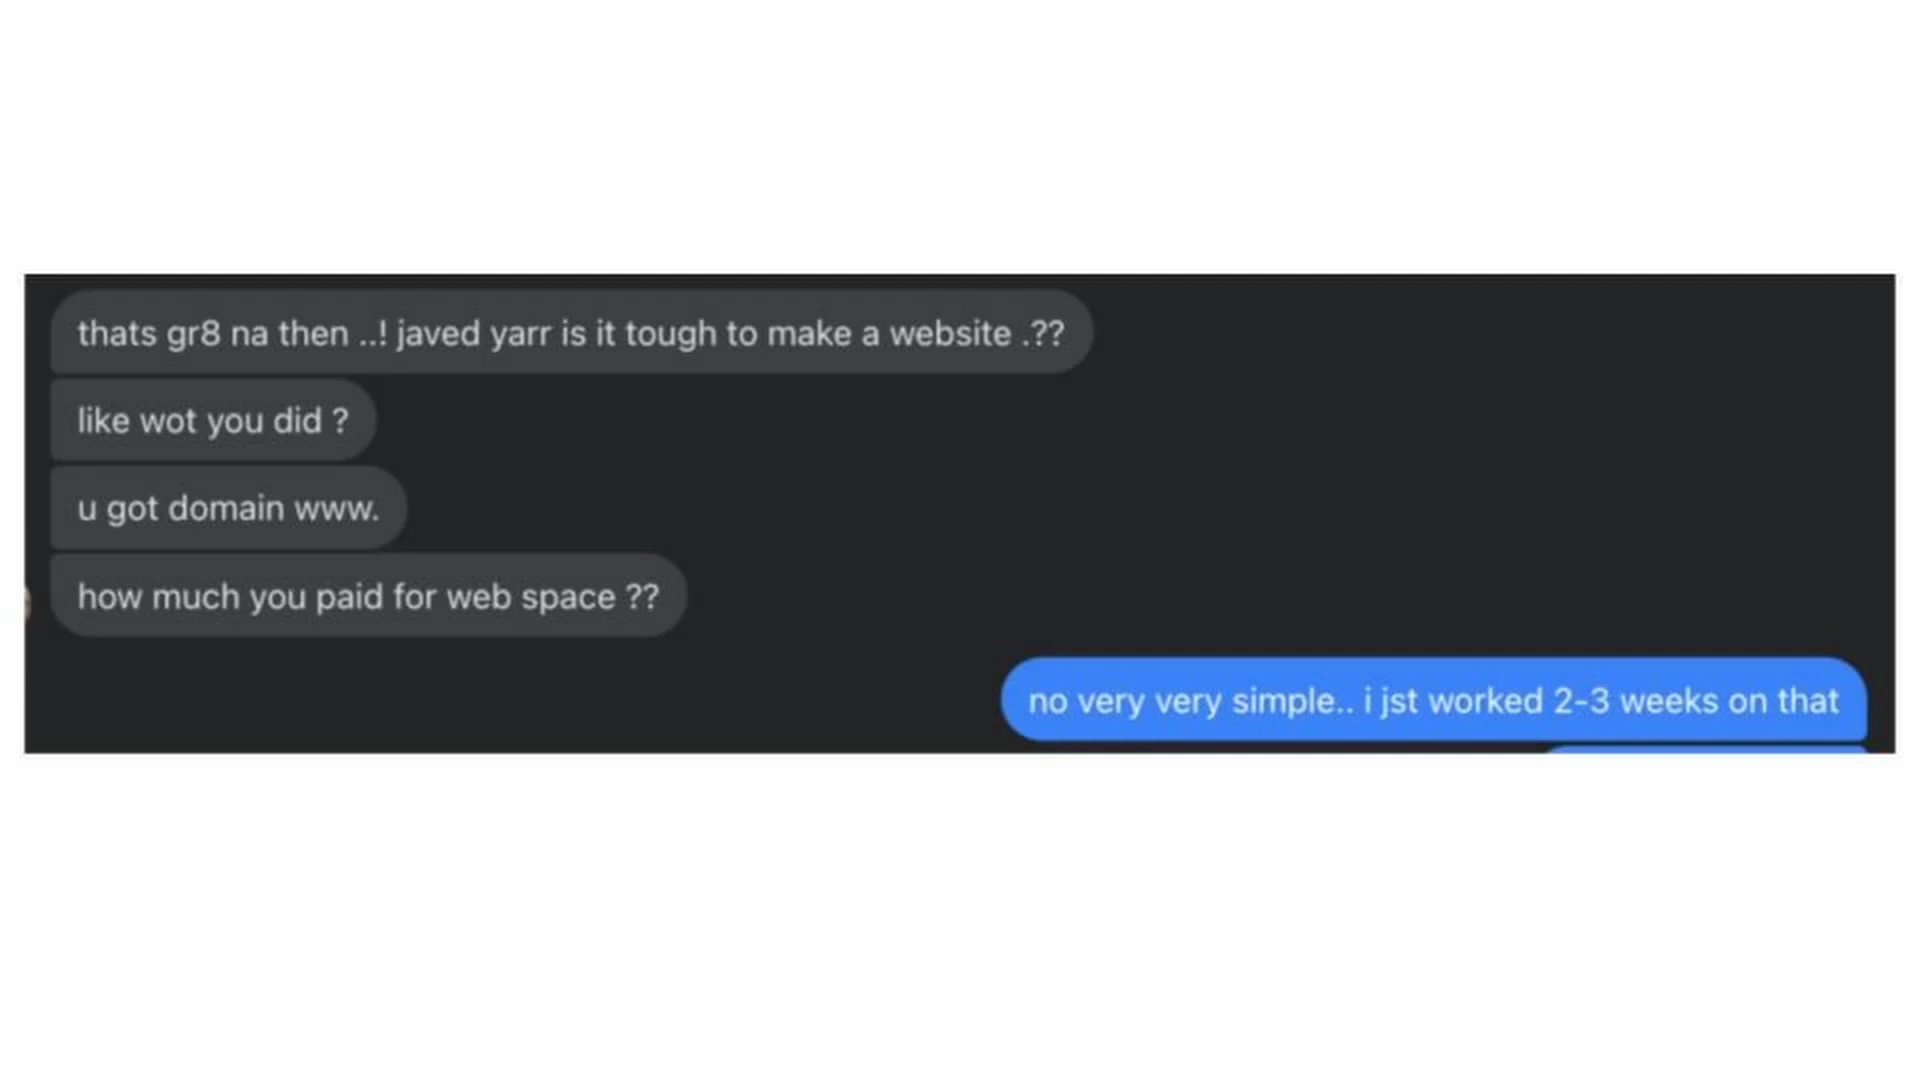 thats gr8 na then ..! javed yarr is it tough to make a website .??
like wot you did ?
u got domain www.
how much you paid for web space ??
no very very simple.. i jst worked 2-3 weeks on that